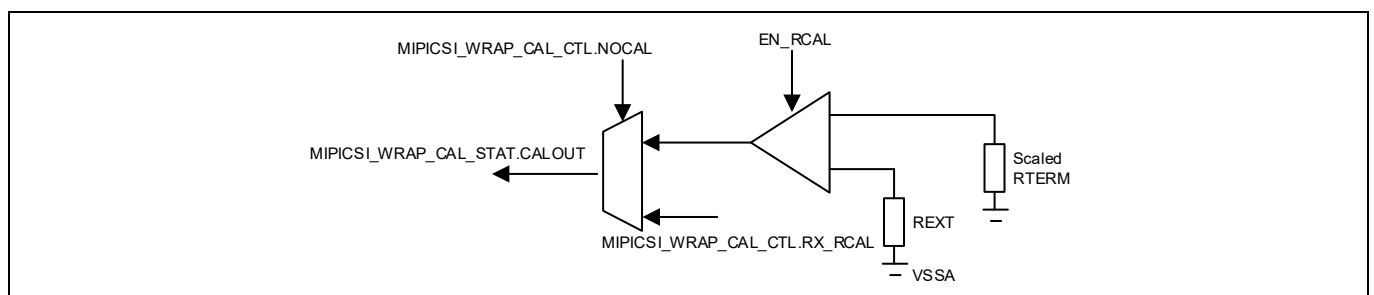 MIPICSI_WRAP_CAL_CTL.NOCAL
EN_RCAL
MIPICSI_WRAP_CAL_STAT.CALOUT
Scaled
RTERM
REXT
MIPICSI_WRAP_CAL_CTL.RX_RCAL
VSSA